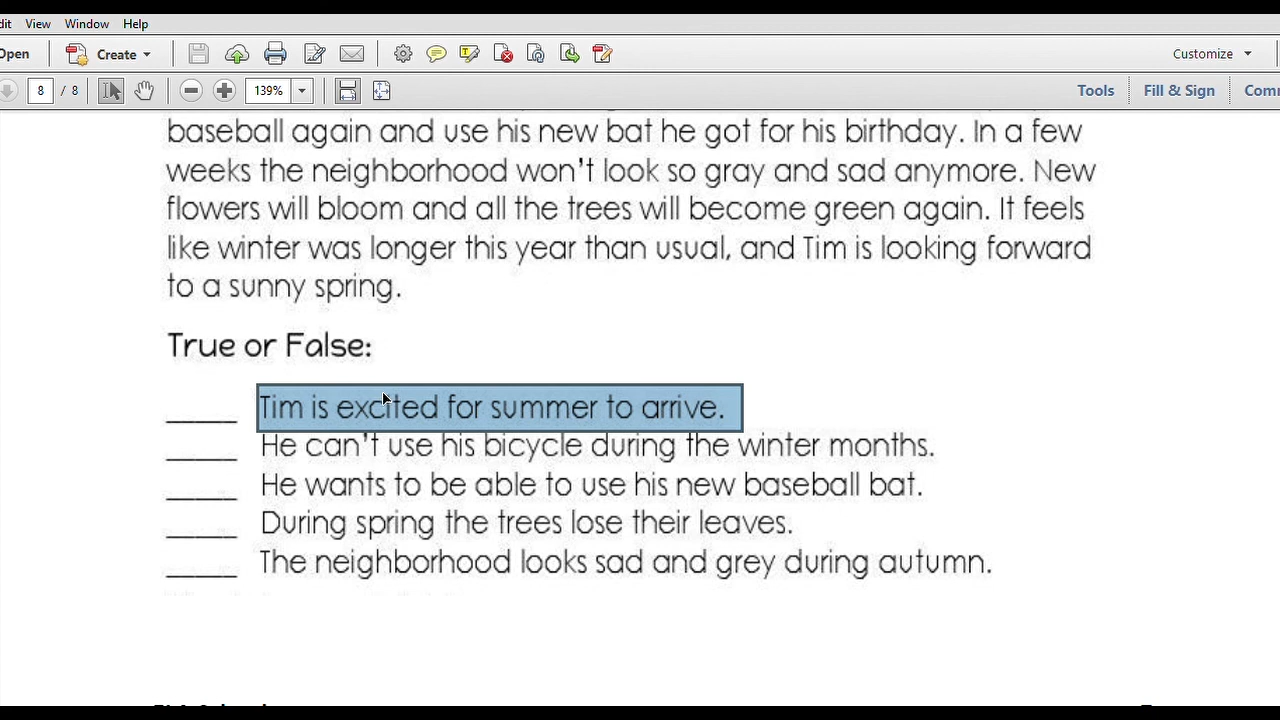 dit View Window Help
Open Create Customize
8 / 8 139% Tools Fill & Sign Comm
baseball again and use his new bat he got for his birthday. In a few
weeks the neighborhood won't look so gray and sad anymore. New
flowers will bloom and all the trees will become green again. It feels
like winter was longer this year than usual, and Tim is looking forward
to a sunny spring.
True or False:
_____ Tim is excited for summer to arrive.
_____ He can't use his bicycle during the winter months.
_____ He wants to be able to use his new baseball bat.
_____ During spring the trees lose their leaves.
_____ The neighborhood looks sad and grey during autumn.